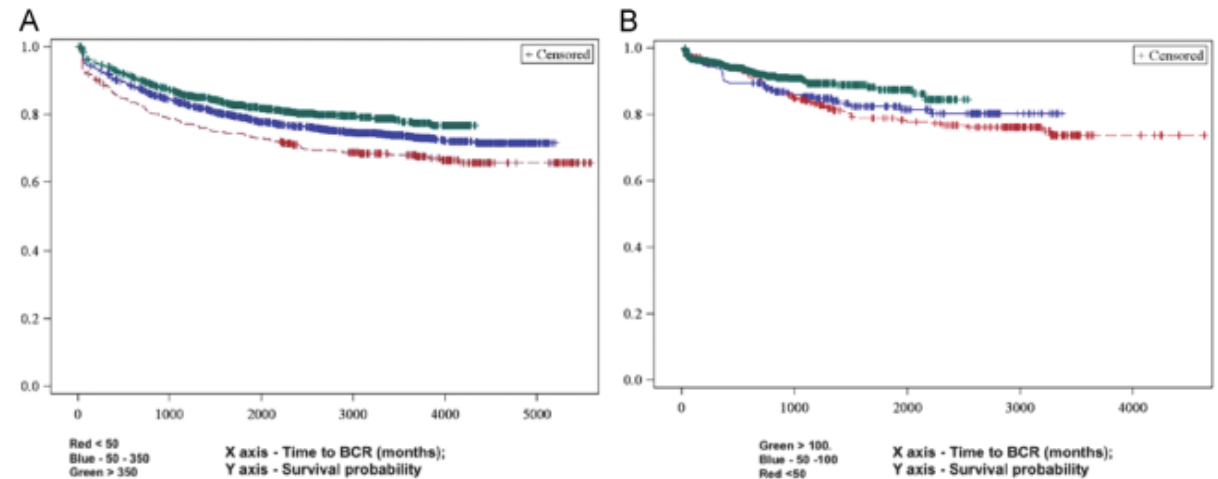 A
+ Censored
1.0
0.8
0.6
0.4
0.2
0.0
0 1000 2000 3000 4000 5000
Red < 50
Blue - 50 - 350
Green > 350
X axis - Time to BCR (months);
Y axis - Survival probability
B
+ Censored
1.0
0.8
0.6
0.4
0.2
0.0
0 1000 2000 3000 4000
Green > 100.
Blue - 50 -100
Red <50
X axis - Time to BCR (months);
Y axis - Survival probability